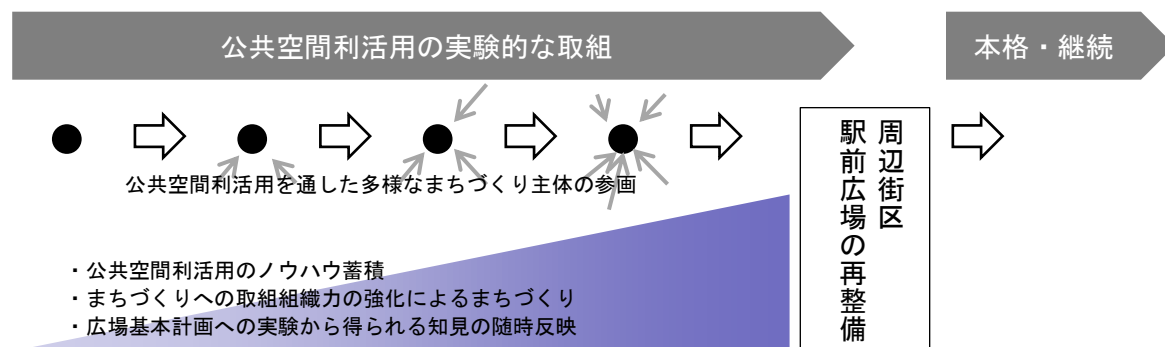 公共空間利活用の実験的な取組
本格・継続
公共空間利活用を通した多様なまちづくり主体の参画
周辺街区
駅前広場の再整備
・公共空間利活用のノウハウ蓄積
・まちづくりへの取組組織力の強化によるまちづくり
・広場基本計画への実験から得られる知見の随時反映